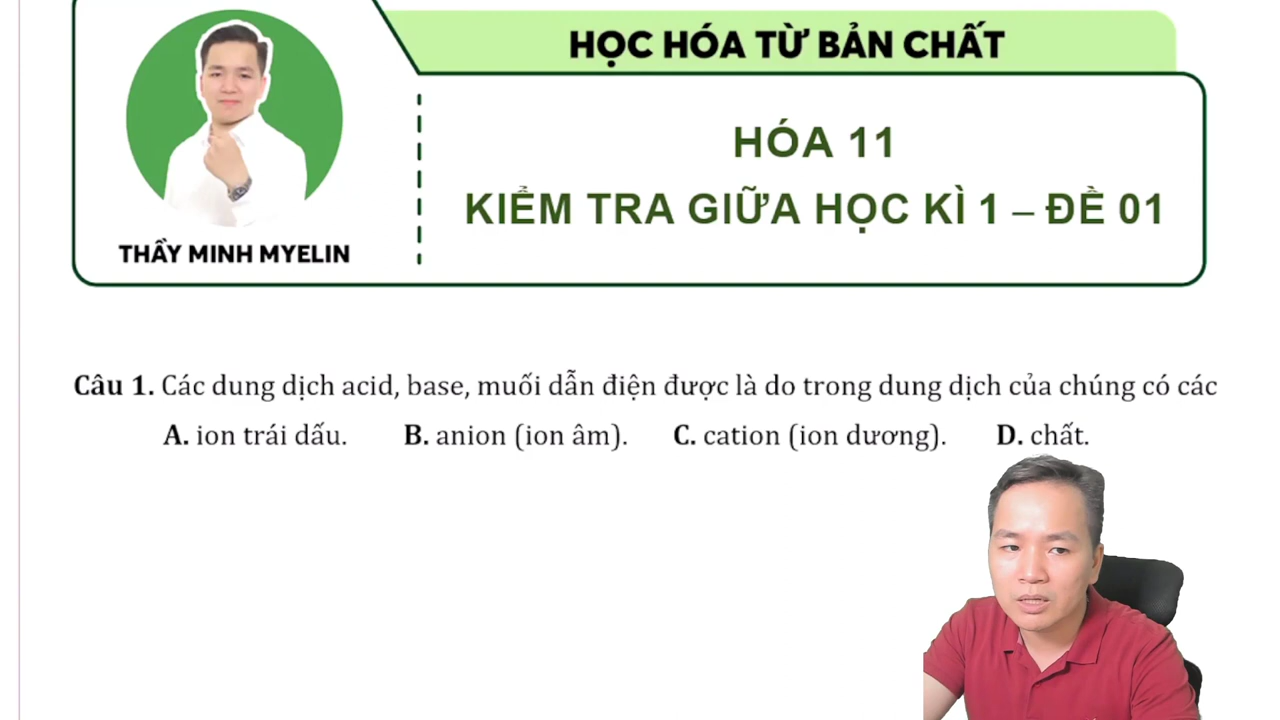 HỌC HÓA TỪ BẢN CHẤT
HÓA 11
KIỂM TRA GIỮA HỌC KÌ 1 – ĐỀ 01
THẦY MINH MYELIN
Câu 1. Các dung dịch acid, base, muối dẫn điện được là do trong dung dịch của chúng có các
A. ion trái dấu. B. anion (ion âm). C. cation (ion dương). D. chất.